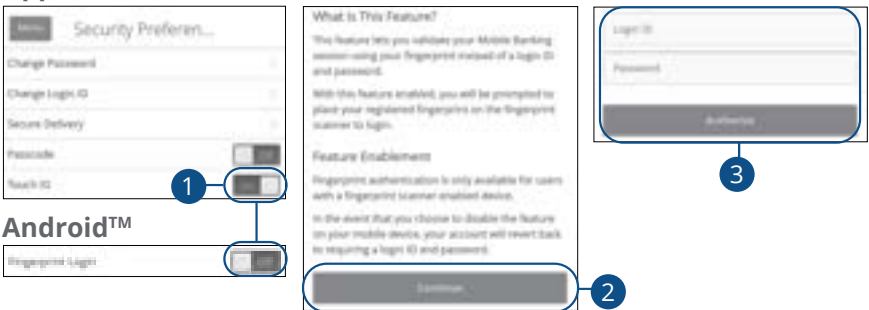 Menu Security Preferen...
Change Password
Change Login ID
Secure Delivery
Passcode
Touch ID
1
Android™
Fingerprint Login
What Is This Feature?
This feature lets you validate your Mobile Banking
session using your fingerprint instead of a login ID
and password.
With this feature enabled, you will be prompted to
place your registered fingerprint on the fingerprint
scanner to login.
Feature Enablement
Fingerprint authentication is only available for users
with a fingerprint scanner enabled device.
In the event that you choose to disable the feature
on your mobile device, your account will revert back
to requiring a login ID and password.
Continue
2
Login ID
Password
Authorize
3